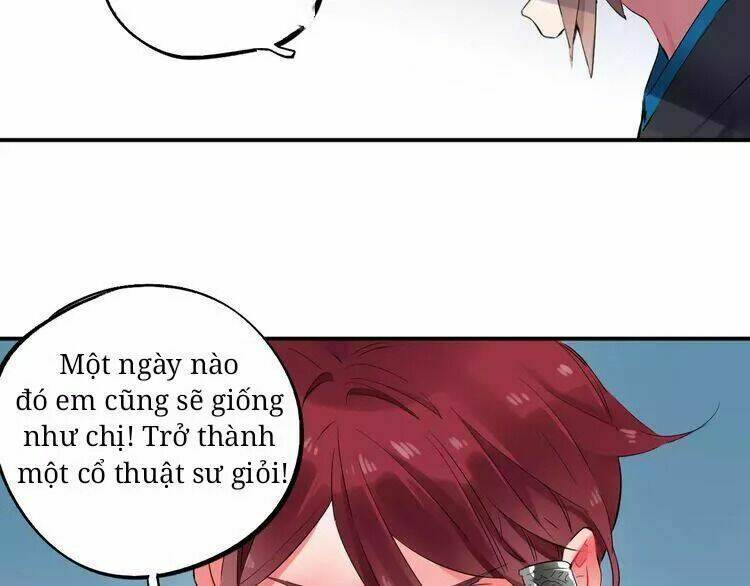 Một ngày nào
đó em cũng sẽ giống
như chị! Trở thành
một cổ thuật sư giỏi!